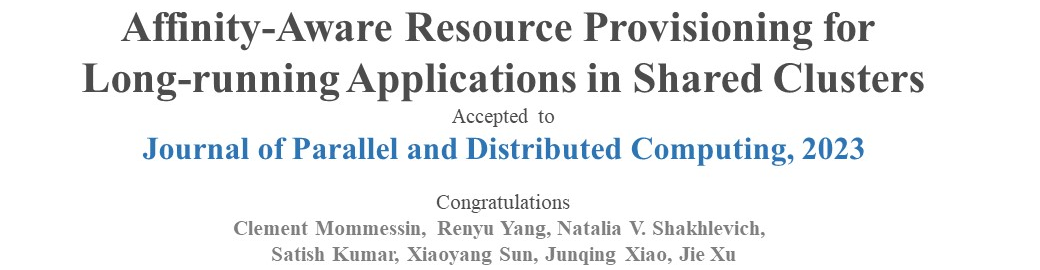 Affinity-Aware Resource Provisioning for
Long-running Applications in Shared Clusters
Accepted to
Journal of Parallel and Distributed Computing, 2023
Congratulations
Clement Mommessin, Renyu Yang, Natalia V. Shakhlevich,
Satish Kumar, Xiaoyang Sun, Junqing Xiao, Jie Xu